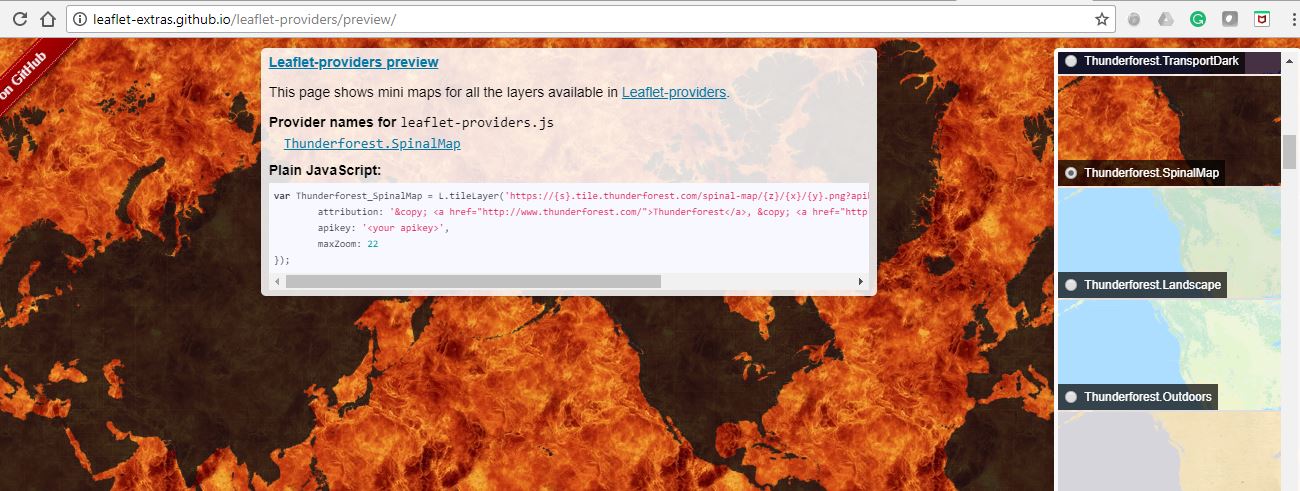 leaflet-extras.github.io/leaflet-providers/preview/
on GitHub
Leaflet-providers preview
This page shows mini maps for all the layers available in Leaflet-providers.
Provider names for leaflet-providers.js
Thunderforest.SpinalMap
Plain JavaScript:
var Thunderforest_SpinalMap = L.tileLayer('https://{s}.tile.thunderforest.com/spinal-map/{z}/{x}/{y}.png?apil
attribution: '&copy; <a href="http://www.thunderforest.com/">Thunderforest</a>, &copy; <a href="http
apikey: '<your apikey>',
maxZoom: 22
});
Thunderforest.TransportDark
Thunderforest.SpinalMap
Thunderforest.Landscape
Thunderforest.Outdoors